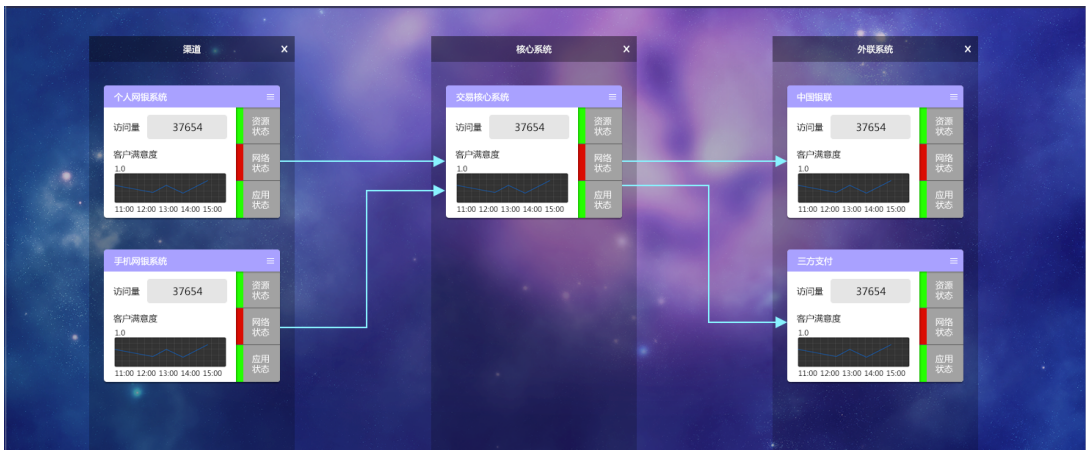 渠道 X
个人网银系统
访问量 37654
资源
状态
客户满意度
1.0
网络
状态
应用
状态
11:00 12:00 13:00 14:00 15:00
手机网银系统
访问量 37654
资源
状态
客户满意度
1.0
网络
状态
应用
状态
11:00 12:00 13:00 14:00 15:00
核心系统 X
交易核心系统
访问量 37654
资源
状态
客户满意度
1.0
网络
状态
应用
状态
11:00 12:00 13:00 14:00 15:00
外联系统 X
中国银联
访问量 37654
资源
状态
客户满意度
1.0
网络
状态
应用
状态
11:00 12:00 13:00 14:00 15:00
三方支付
访问量 37654
资源
状态
客户满意度
1.0
网络
状态
应用
状态
11:00 12:00 13:00 14:00 15:00